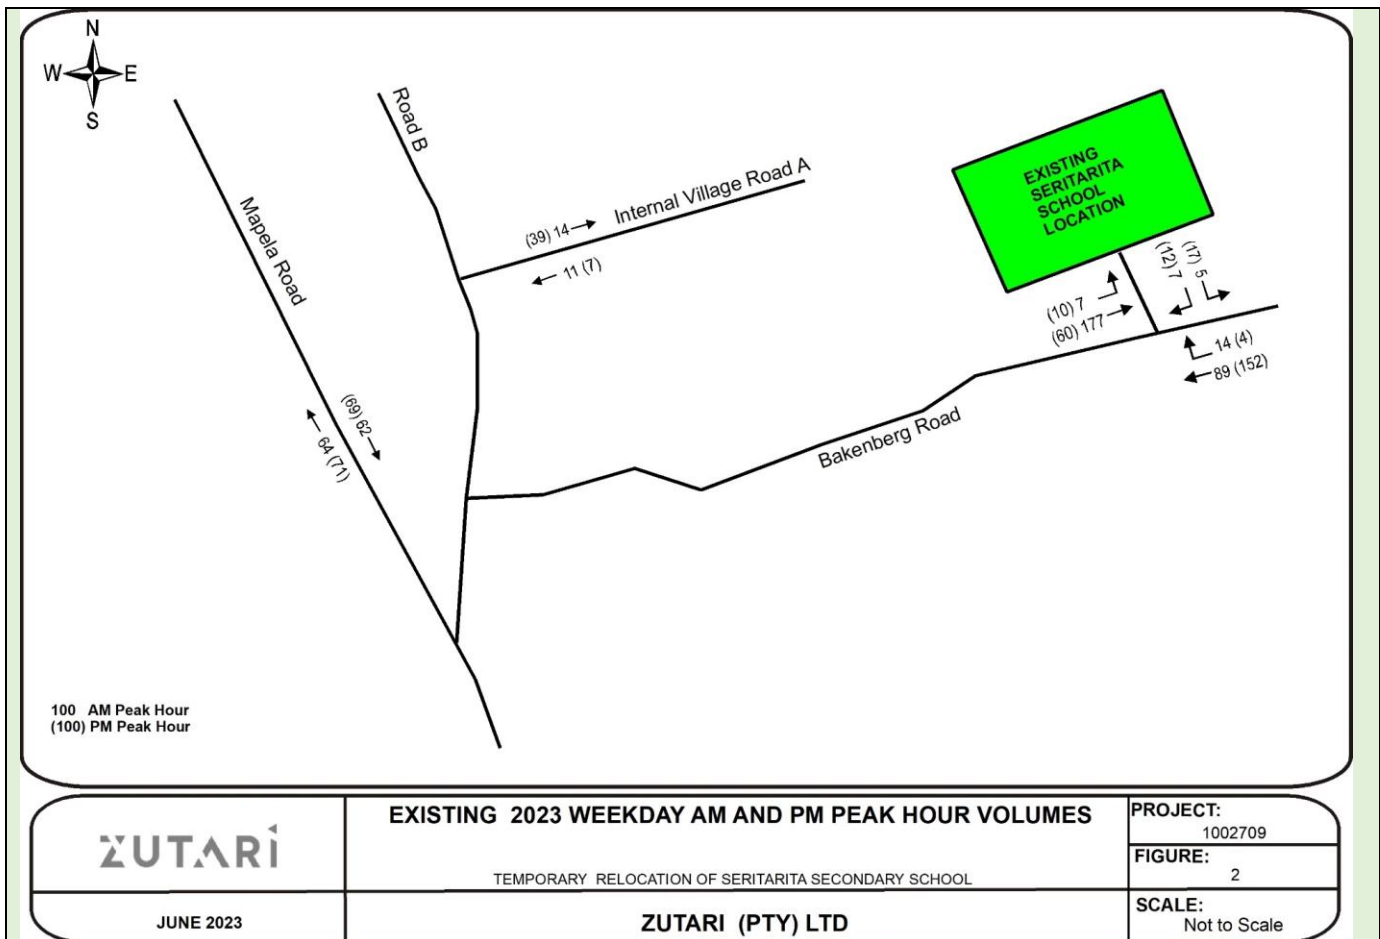 N
W E
S
Road B
Mapela Road
Internal Village Road A
(39) 14
11 (7)
EXISTING
SERITARITA
SCHOOL
LOCATION
(17) 5
(12) 7
(10) 7
(60) 177
14 (4)
89 (152)
(69) 62
64 (71)
Bakenberg Road
100 AM Peak Hour
(100) PM Peak Hour
ZUTARI
EXISTING 2023 WEEKDAY AM AND PM PEAK HOUR VOLUMES
TEMPORARY RELOCATION OF SERITARITA SECONDARY SCHOOL
PROJECT:
1002709
FIGURE:
2
JUNE 2023
ZUTARI (PTY) LTD
SCALE:
Not to Scale